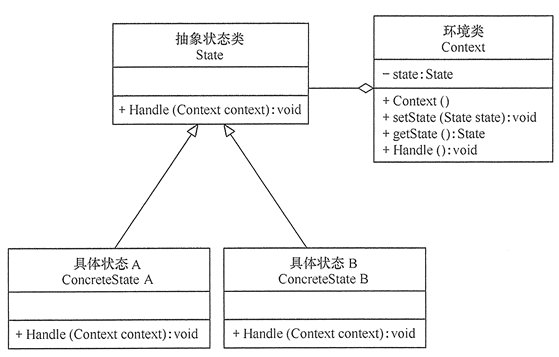 抽象状态类
State
+ Handle (Context context) : void
环境类
Context
− state : State
+ Context ()
+ setState (State state) : void
+ getState () : State
+ Handle () : void
具体状态 A
ConcreteState A
+ Handle (Context context) : void
具体状态 B
ConcreteState B
+ Handle (Context context) : void